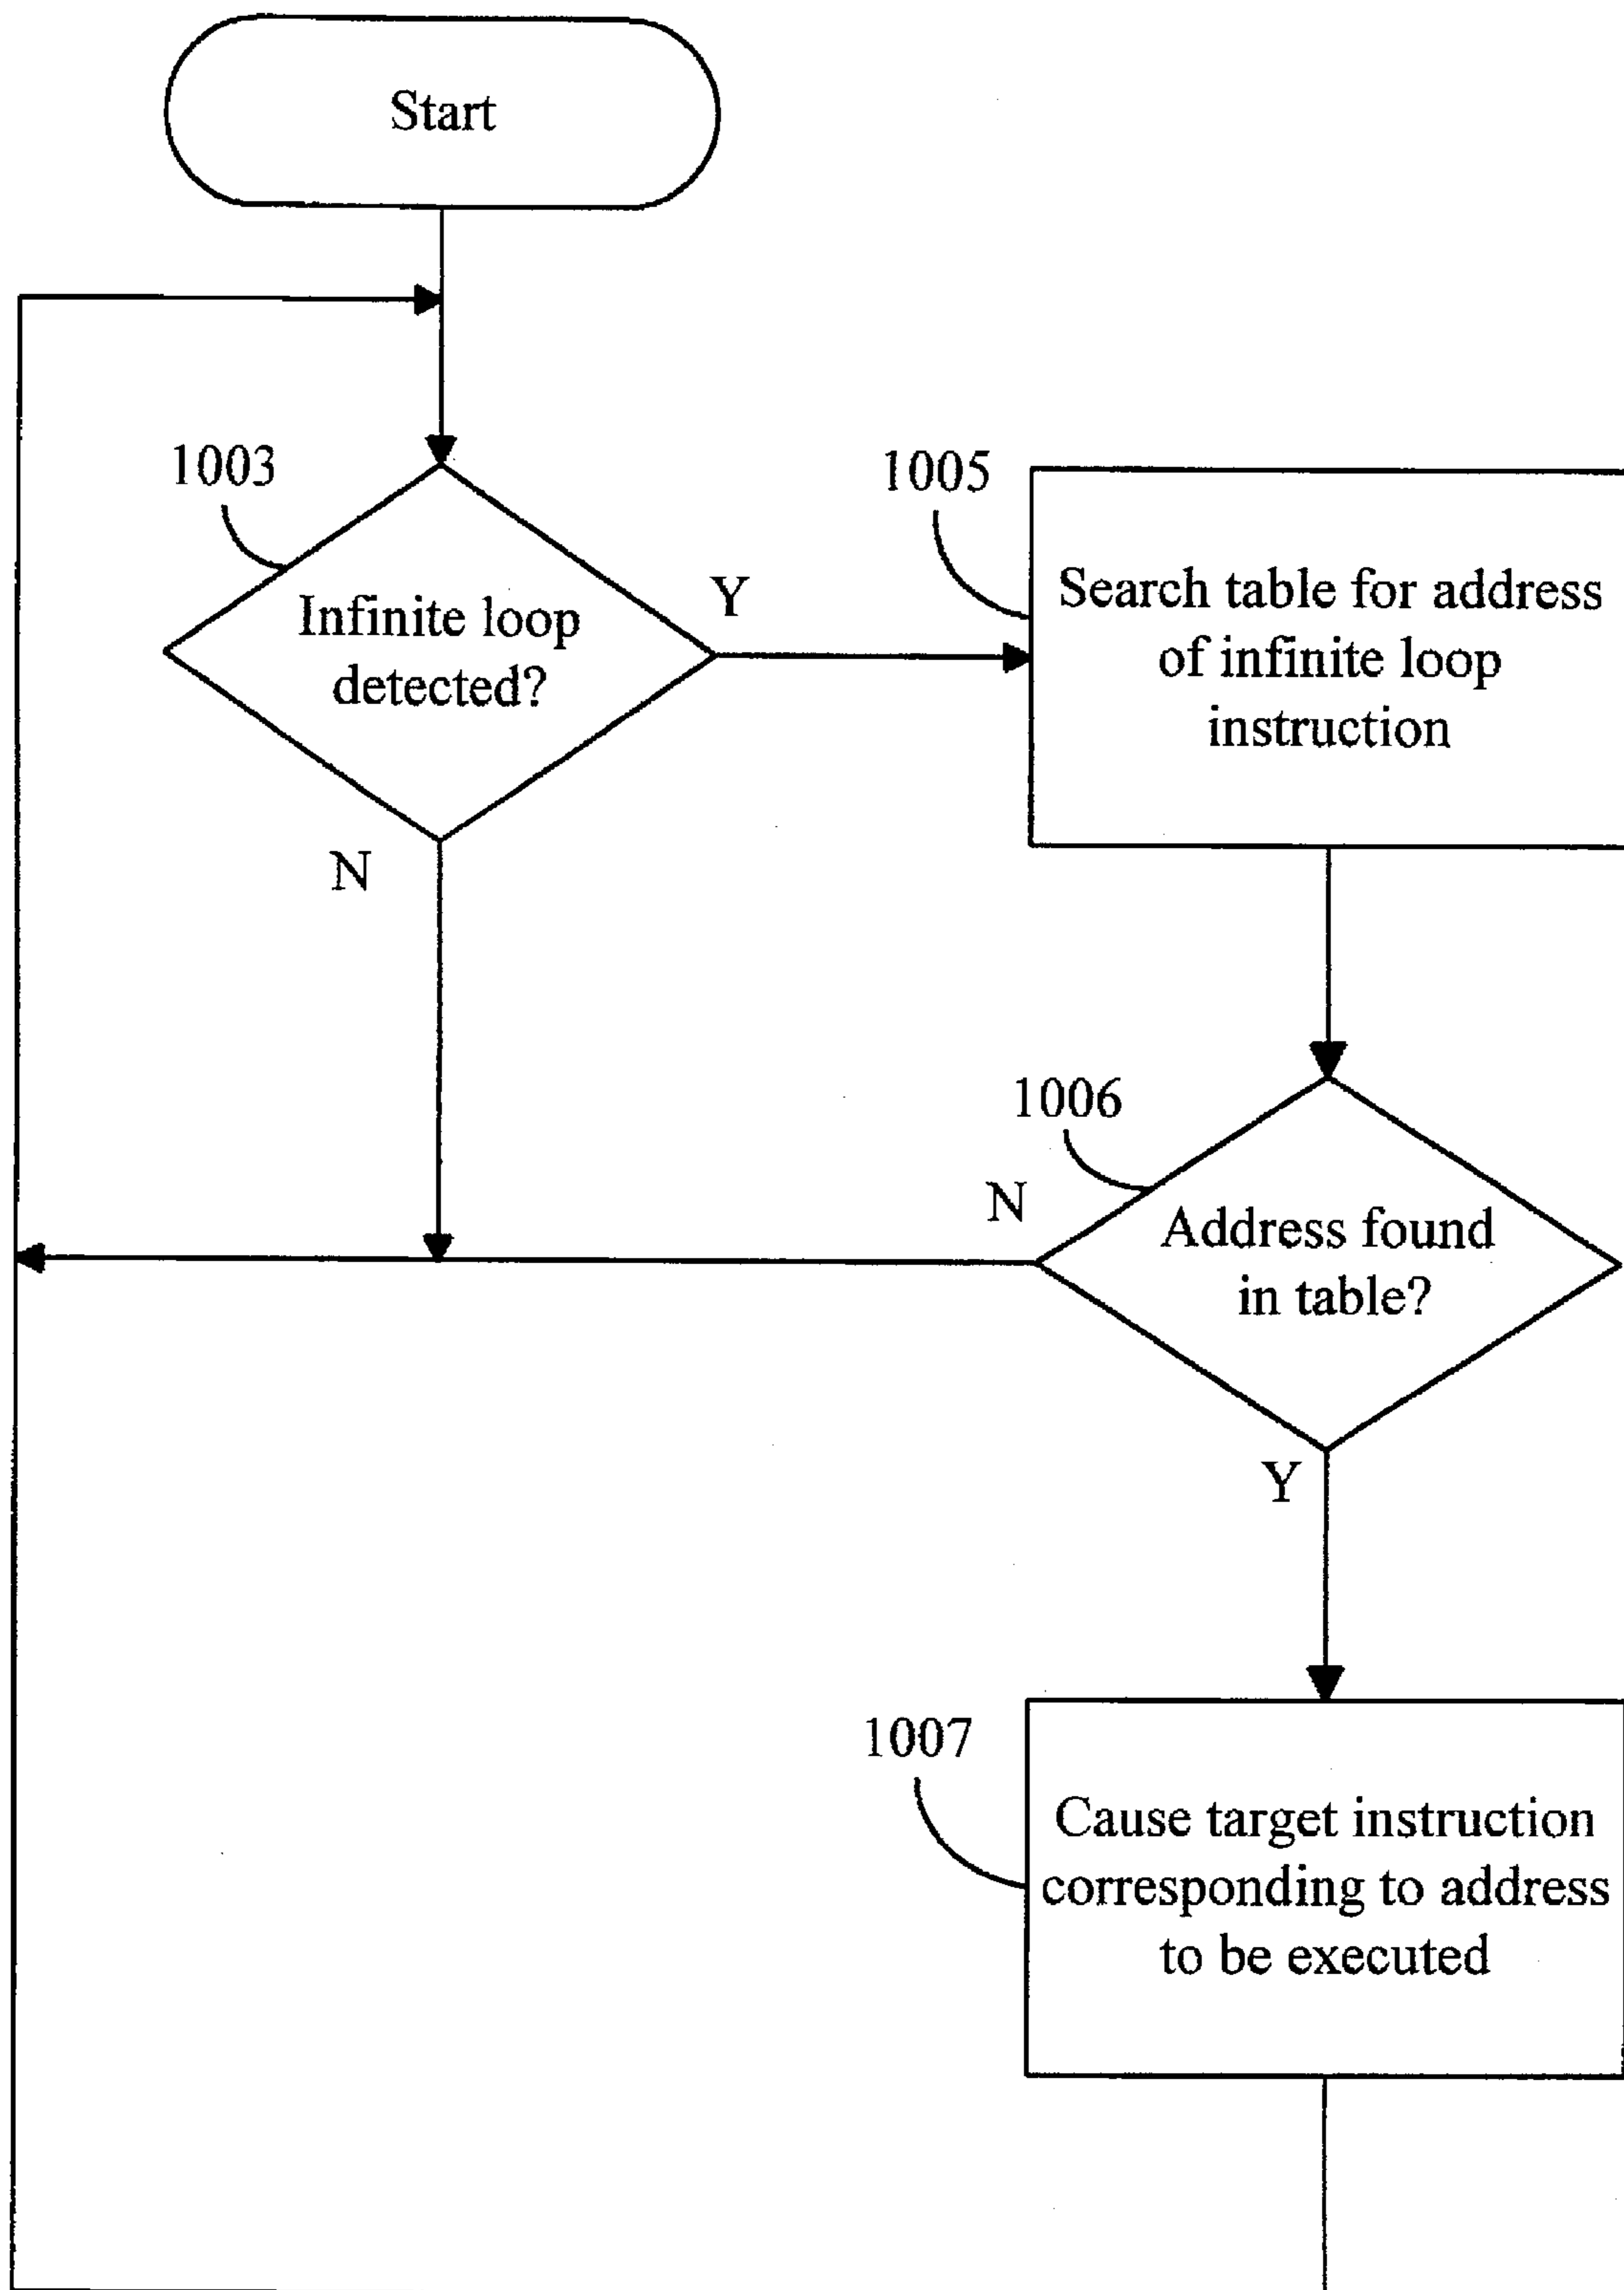 Start
1003
Infinite loop
detected?
Y
N
1005
Search table for address
of infinite loop
instruction
1006
Address found
in table?
N
Y
1007
Cause target instruction
corresponding to address
to be executed